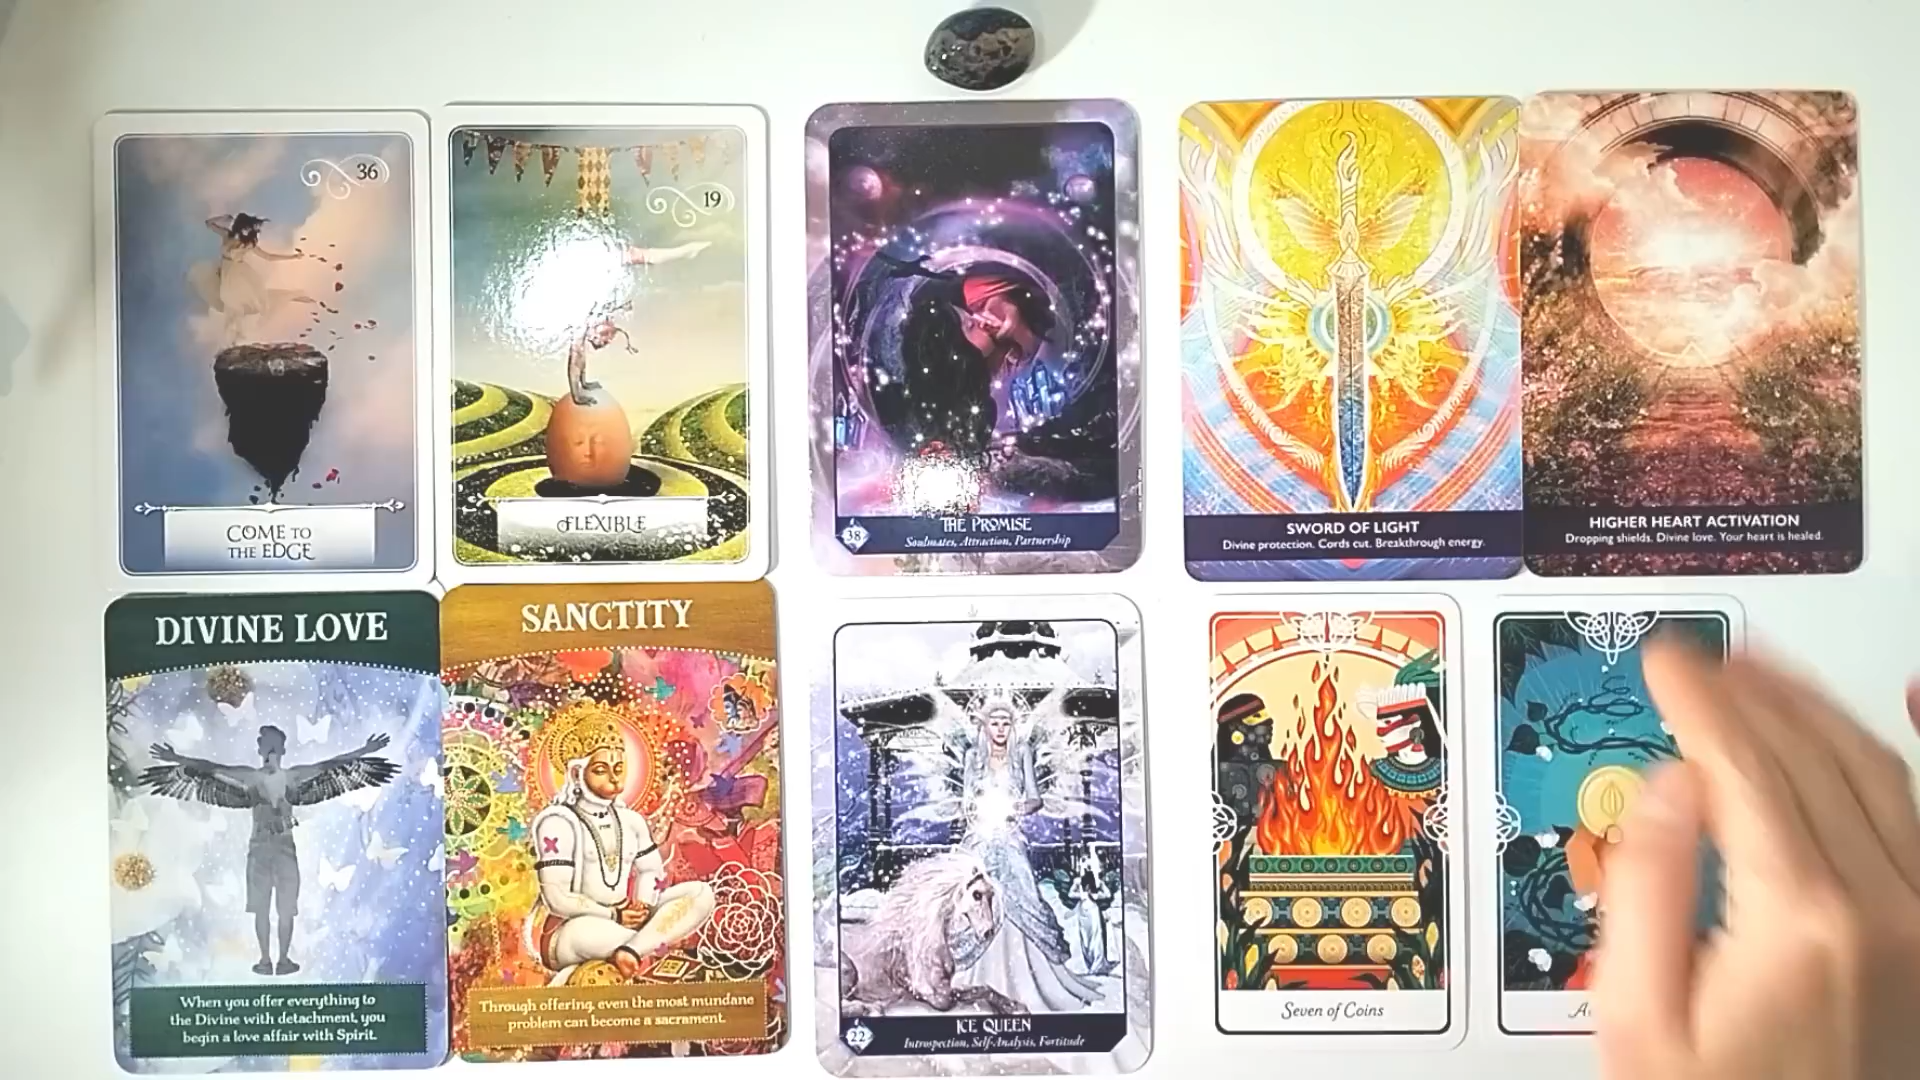 36
COME TO
THE EDGE
19
FLEXIBLE
THE PROMISE
38
Soulmates, Attraction, Partnership
SWORD OF LIGHT
Divine protection. Cords cut. Breakthrough energy.
HIGHER HEART ACTIVATION
Dropping shields. Divine love. Your heart is healed.
DIVINE LOVE
When you offer everything to
the Divine with detachment, you
begin a love affair with Spirit.
SANCTITY
Through offering, even the most mundane
problem can become a sacrament.
ICE QUEEN
22
Introspection, Self-Analysis, Fortitude
Seven of Coins